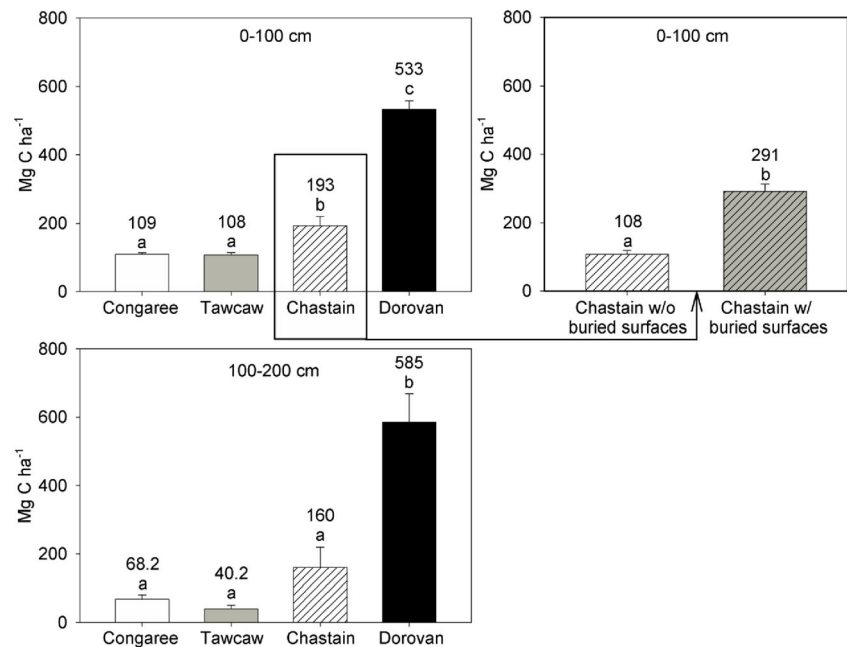 0-100 cm
Mg C ha⁻¹
800
600
400
200
0
109
a
108
a
193
b
533
c
Congaree Tawcaw Chastain Dorovan
0-100 cm
Mg C ha⁻¹
800
600
400
200
0
108
a
291
b
Chastain w/o Chastain w/
buried surfaces buried surfaces
100-200 cm
Mg C ha⁻¹
800
600
400
200
0
68.2
a
40.2
a
160
a
585
b
Congaree Tawcaw Chastain Dorovan